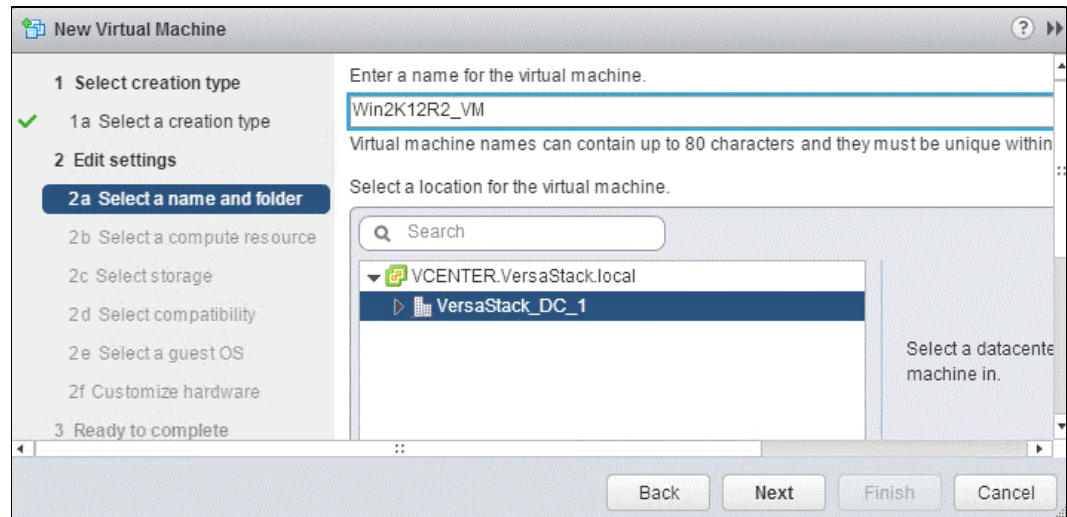 New Virtual Machine
1 Select creation type
1a Select a creation type
2 Edit settings
2a Select a name and folder
2b Select a compute resource
2c Select storage
2d Select compatibility
2e Select a guest OS
2f Customize hardware
3 Ready to complete
Enter a name for the virtual machine.
Win2K12R2_VM
Virtual machine names can contain up to 80 characters and they must be unique within
Select a location for the virtual machine.
Search
VCENTER.VersaStack.local
VersaStack_DC_1
Select a datacente
machine in.
Back Next Finish Cancel